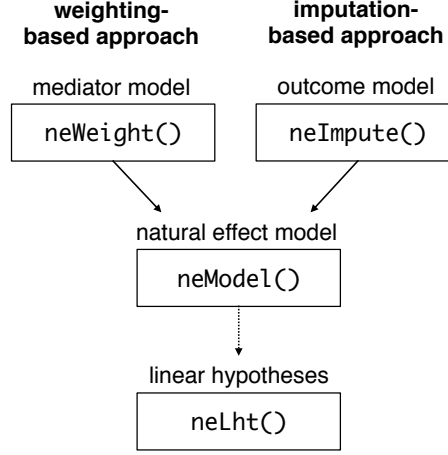 weighting-
based approach
imputation-
based approach
mediator model
neWeight()
outcome model
neImpute()
natural effect model
neModel()
linear hypotheses
neLht()